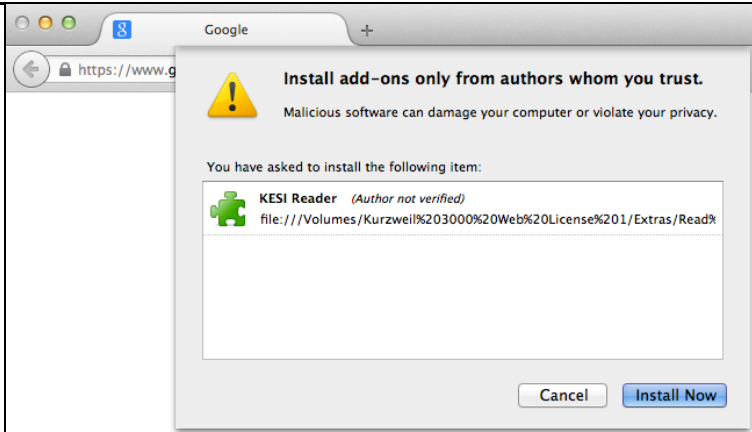 8 Google
https://www.g
Install add-ons only from authors whom you trust.
Malicious software can damage your computer or violate your privacy.
You have asked to install the following item:
KESI Reader (Author not verified)
file:///Volumes/Kurzweil%203000%20Web%20License%201/Extras/Read%
Cancel Install Now